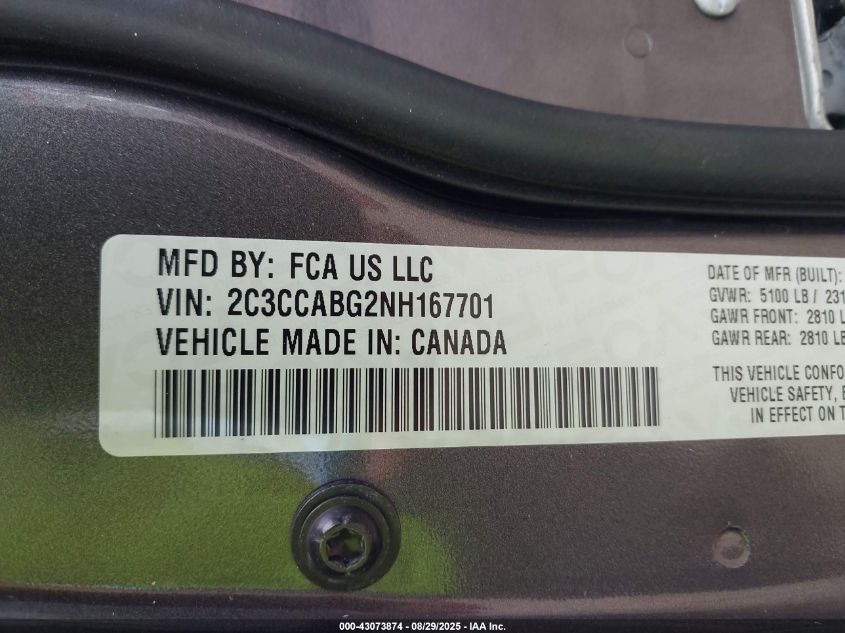 MFD BY: FCA US LLC
VIN: 2C3CCABG2NH167701
VEHICLE MADE IN: CANADA
DATE OF MFR (BUILT):
GVWR: 5100 LB / 231
GAWR FRONT: 2810 L
GAWR REAR: 2810 LB
THIS VEHICLE CONFO
VEHICLE SAFETY,
IN EFFECT ON T
000-43073874 - 08/29/2025 - IAA Inc.